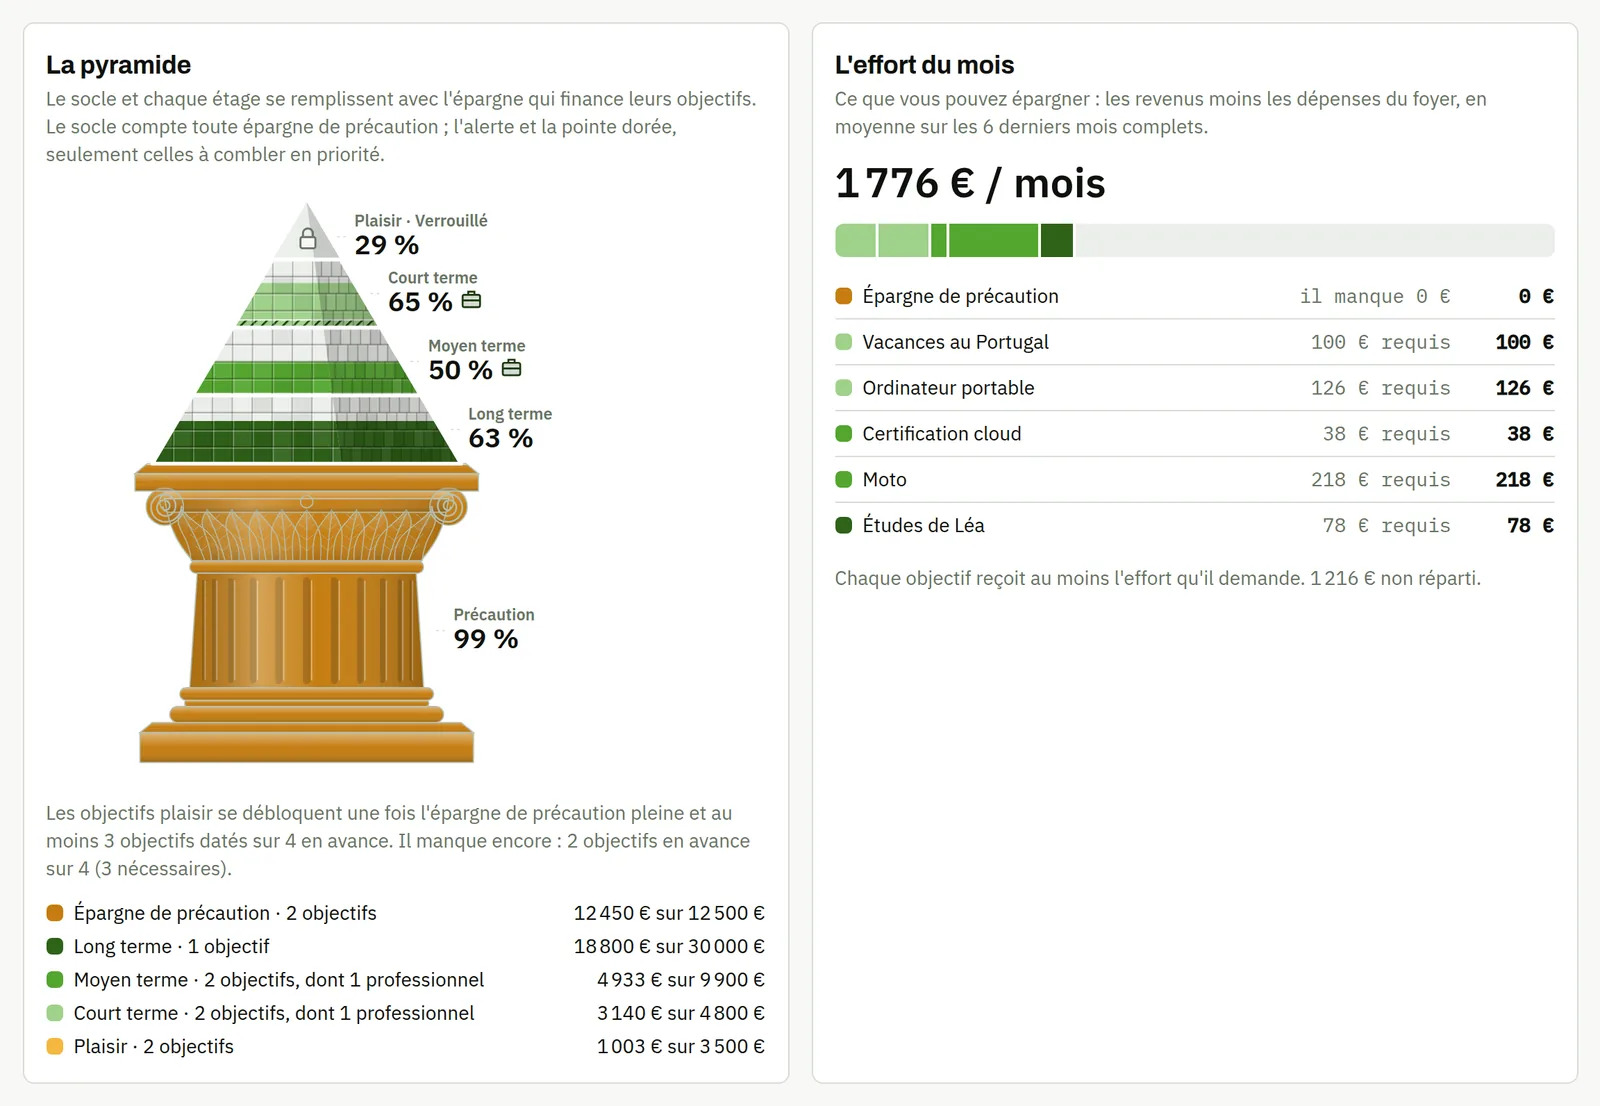 La pyramide
Le socle et chaque étage se remplissent avec l'épargne qui finance leurs objectifs.
Le socle compte toute épargne de précaution ; l'alerte et la pointe dorée,
seulement celles à combler en priorité.
Plaisir · Verrouillé
29 %
Court terme
65 %
Moyen terme
50 %
Long terme
63 %
Précaution
99 %
Les objectifs plaisir se débloquent une fois l'épargne de précaution pleine et au
moins 3 objectifs datés sur 4 en avance. Il manque encore : 2 objectifs en avance
sur 4 (3 nécessaires).
Épargne de précaution · 2 objectifs 12 450 € sur 12 500 €
Long terme · 1 objectif 18 800 € sur 30 000 €
Moyen terme · 2 objectifs, dont 1 professionnel 4 933 € sur 9 900 €
Court terme · 2 objectifs, dont 1 professionnel 3 140 € sur 4 800 €
Plaisir · 2 objectifs 1 003 € sur 3 500 €
L'effort du mois
Ce que vous pouvez épargner : les revenus moins les dépenses du foyer, en
moyenne sur les 6 derniers mois complets.
1 776 € / mois
Épargne de précaution il manque 0 € 0 €
Vacances au Portugal 100 € requis 100 €
Ordinateur portable 126 € requis 126 €
Certification cloud 38 € requis 38 €
Moto 218 € requis 218 €
Études de Léa 78 € requis 78 €
Chaque objectif reçoit au moins l'effort qu'il demande. 1 216 € non réparti.